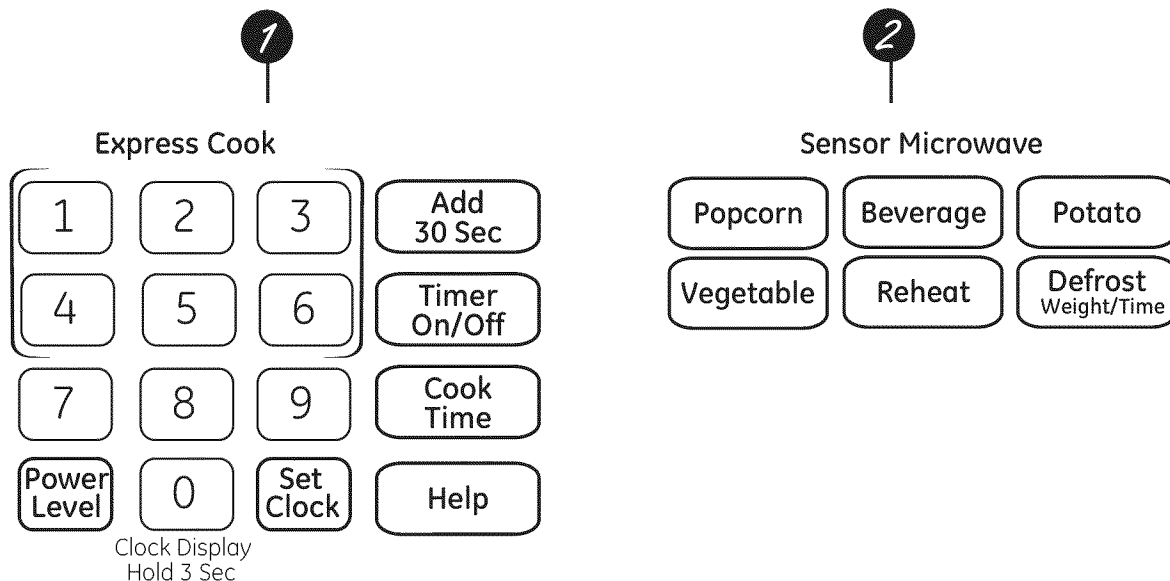 1
2
Express Cook
1 2 3 Add
30 Sec
4 5 6 Timer
On/Off
7 8 9 Cook
Time
Power
Level
0
Set
Clock
Help
Clock Display
Hold 3 Sec
Sensor Microwave
Popcorn Beverage Potato
Vegetable Reheat Defrost
Weight/Time